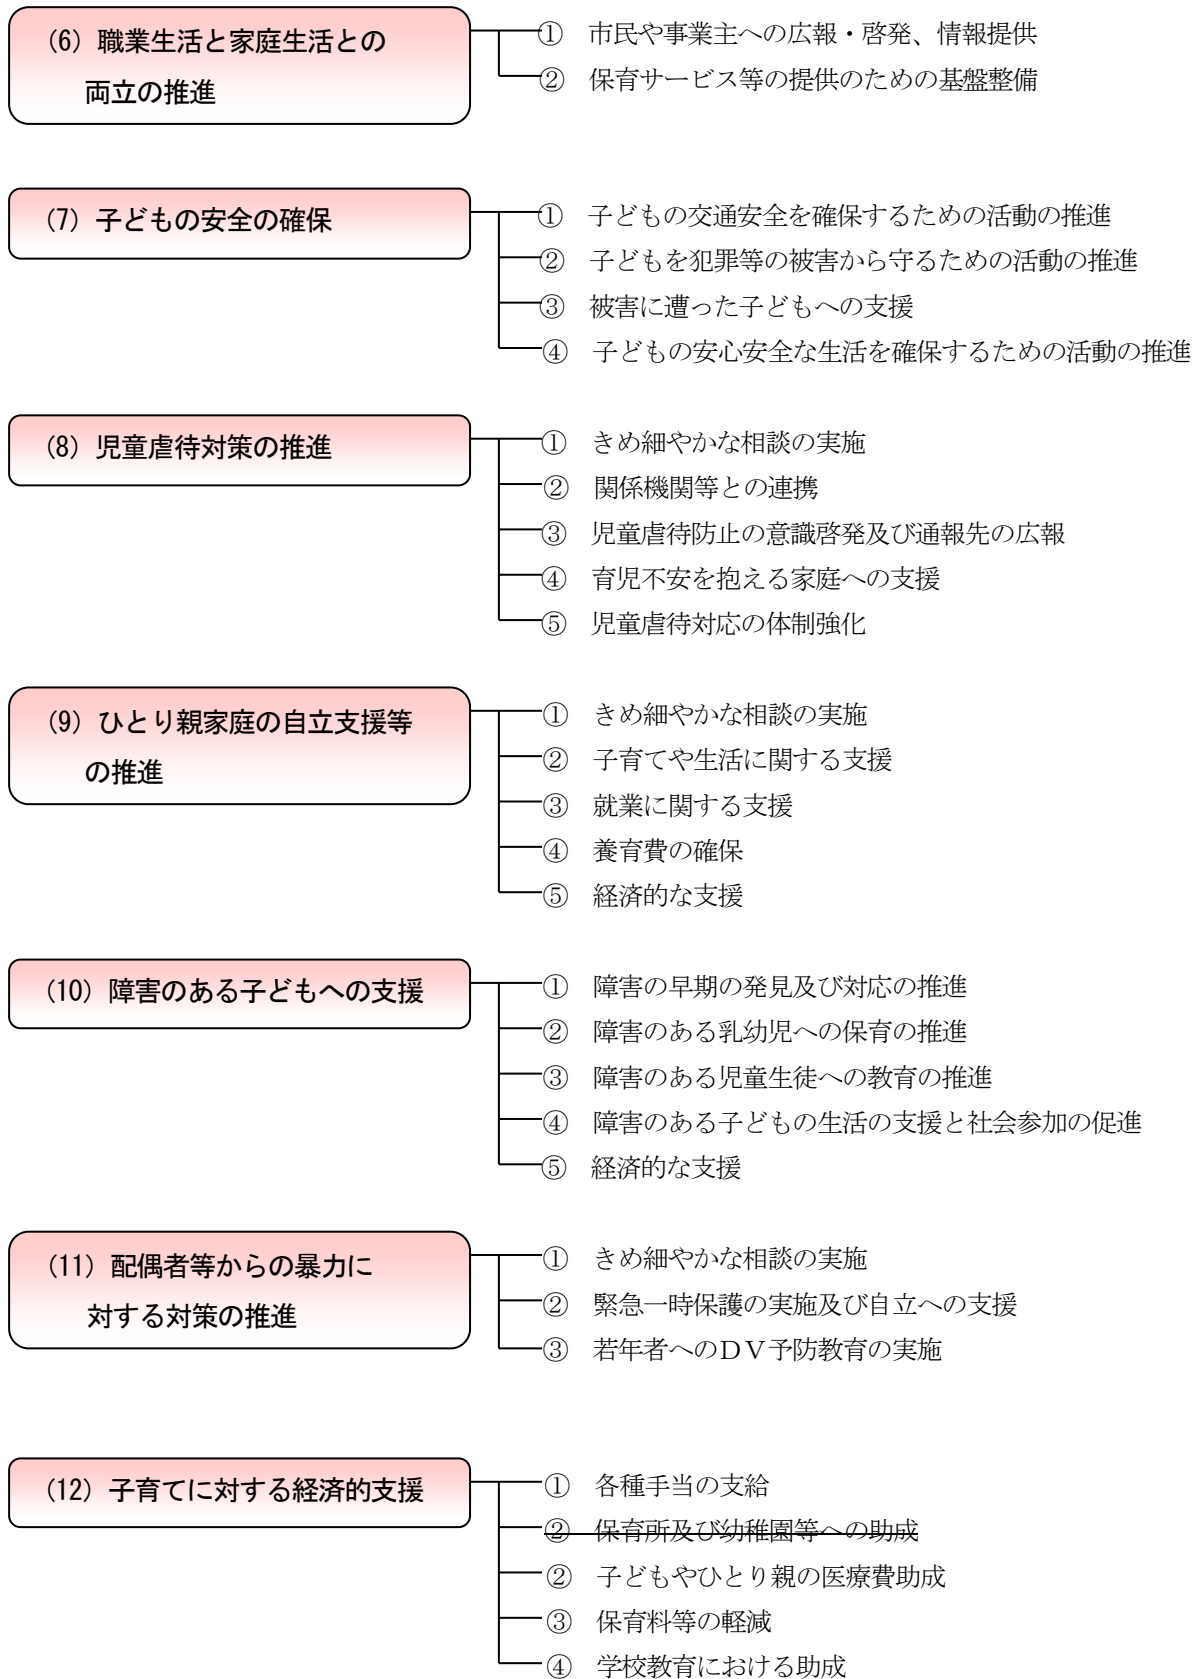 (6) 職業生活と家庭生活との
両立の推進
① 市民や事業主への広報・啓発、情報提供
② 保育サービス等の提供のための基盤整備
(7) 子どもの安全の確保
① 子どもの交通安全を確保するための活動の推進
② 子どもを犯罪等の被害から守るための活動の推進
③ 被害に遭った子どもへの支援
④ 子どもの安心安全な生活を確保するための活動の推進
(8) 児童虐待対策の推進
① きめ細やかな相談の実施
② 関係機関等との連携
③ 児童虐待防止の意識啓発及び通報先の広報
④ 育児不安を抱える家庭への支援
⑤ 児童虐待対応の体制強化
(9) ひとり親家庭の自立支援等
の推進
① きめ細やかな相談の実施
② 子育てや生活に関する支援
③ 就業に関する支援
④ 養育費の確保
⑤ 経済的な支援
(10) 障害のある子どもへの支援
① 障害の早期の発見及び対応の推進
② 障害のある乳幼児への保育の推進
③ 障害のある児童生徒への教育の推進
④ 障害のある子どもの生活の支援と社会参加の促進
⑤ 経済的な支援
(11) 配偶者等からの暴力に
対する対策の推進
① きめ細やかな相談の実施
② 緊急一時保護の実施及び自立への支援
③ 若年者へのＤＶ予防教育の実施
(12) 子育てに対する経済的支援
① 各種手当の支給
② 保育所及び幼稚園等への助成
② 子どもやひとり親の医療費助成
③ 保育料等の軽減
④ 学校教育における助成